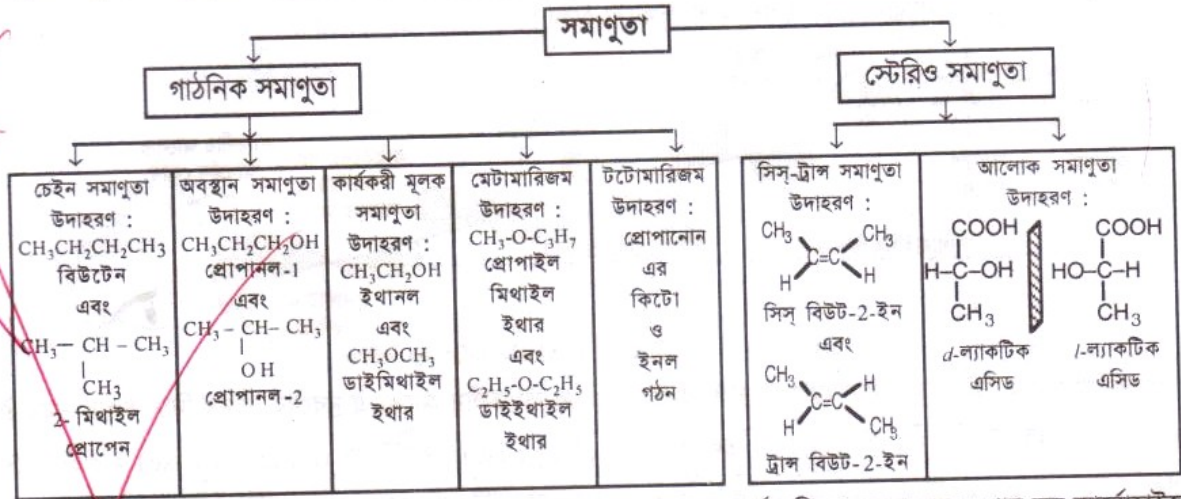 সমাণুতা
গাঠনিক সমাণুতা
স্টেরিও সমাণুতা
চেইন সমাণুতা
উদাহরণ :
CH₃CH₂CH₂CH₃
বিউটেন
এবং
CH₃ – CH – CH₃
CH₃
2- মিথাইল
প্রোপেন
অবস্থান সমাণুতা
উদাহরণ :
CH₃CH₂CH₂OH
প্রোপানল-1
এবং
CH₃ – CH – CH₃
OH
প্রোপানল-2
কার্যকরী মূলক
সমাণুতা
উদাহরণ :
CH₃CH₂OH
ইথানল
এবং
CH₃OCH₃
ডাইমিথাইল
ইথার
মেটামারিজম
উদাহরণ :
CH₃-O-C₃H₇
প্রোপাইল
মিথাইল
ইথার
এবং
C₂H₅-O-C₂H₅
ডাইইথাইল
ইথার
টটোমারিজম
উদাহরণ :
প্রোপানোন
এর
কিটো
ও
ইনল
গঠন
সিস্-ট্রান্স সমাণুতা
উদাহরণ :
CH₃ CH₃
C=C
H H
সিস্ বিউট-2-ইন
এবং
CH₃ H
C=C
H CH₃
ট্রান্স বিউট-2-ইন
আলোক সমাণুতা
উদাহরণ :
COOH COOH
H–C–OH HO–C–H
CH₃ CH₃
d-ল্যাকটিক l-ল্যাকটিক
এসিড এসিড